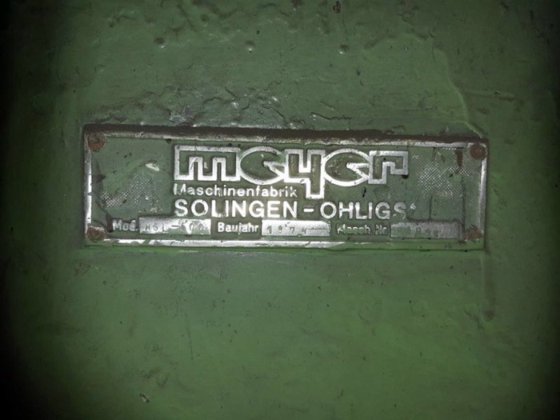 meyer
Maschinenfabrik
SOLINGEN-OHLIGS
Mod. Baujahr Masch.Nr.